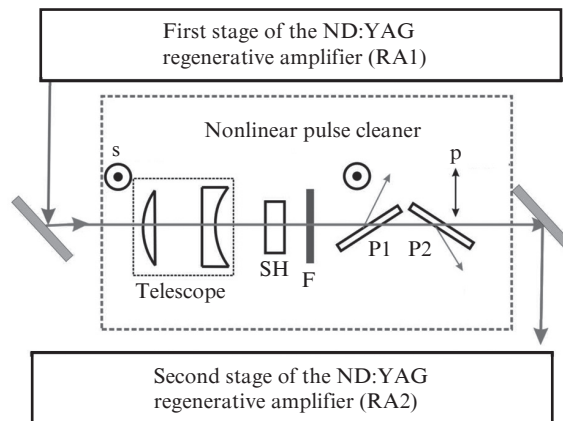 First stage of the ND:YAG
regenerative amplifier (RA1)
Nonlinear pulse cleaner
s
p
P1 P2
SH
F
Telescope
Second stage of the ND:YAG
regenerative amplifier (RA2)